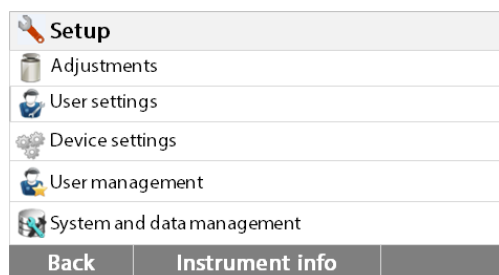 Setup
Adjustments
User settings
Device settings
User management
System and data management
Back Instrument info